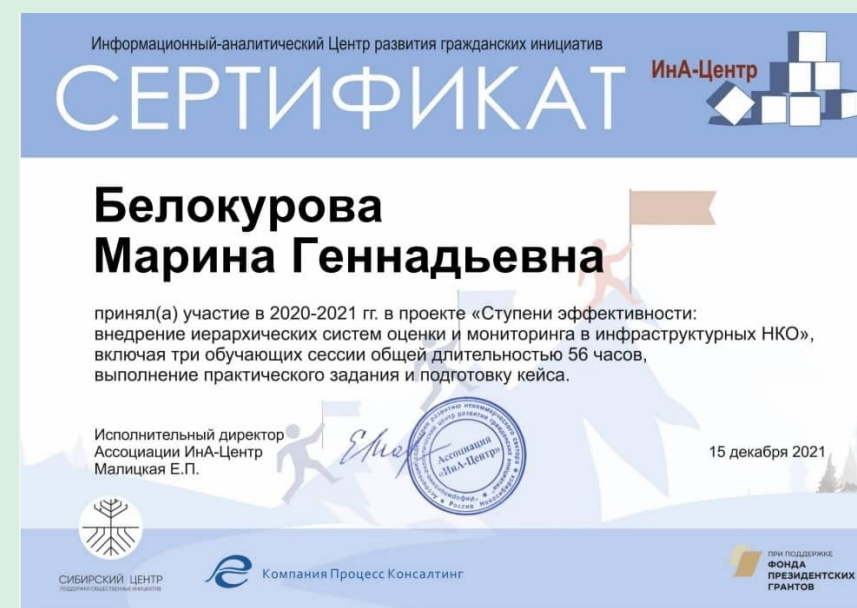 Информационный-аналитический Центр развития гражданских инициатив
СЕРТИФИКАТ
ИнА-Центр
Белокурова
Марина Геннадьевна
принял(а) участие в 2020-2021 гг. в проекте «Ступени эффективности:
внедрение иерархических систем оценки и мониторинга в инфраструктурных НКО»,
включая три обучающих сессии общей длительностью 56 часов,
выполнение практического задания и подготовку кейса.
Исполнительный директор
Ассоциации ИнА-Центр
Малицкая Е.П.
Ассоциация
«ИнА-Центр»
15 декабря 2021
СИБИРСКИЙ ЦЕНТР
ПОДДЕРЖКИ ОБЩЕСТВЕННЫХ ИНИЦИАТИВ
Компания Процесс Консалтинг
ПРИ ПОДДЕРЖКЕ
ФОНДА
ПРЕЗИДЕНТСКИХ
ГРАНТОВ